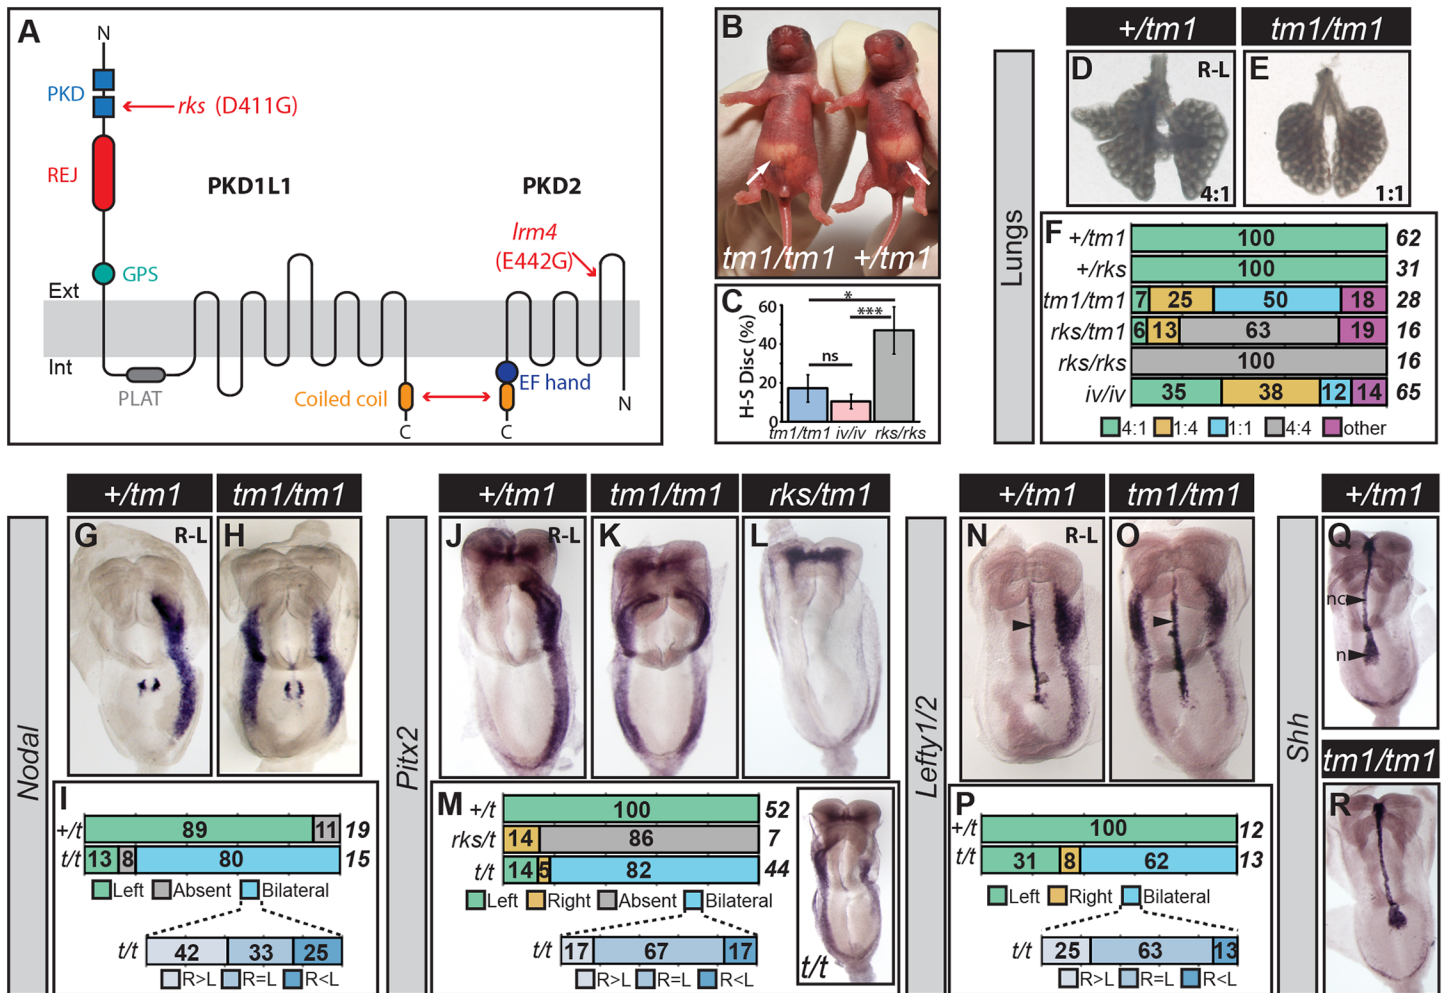 A
N
PKD
rks (D411G)
REJ
PKD1L1
PKD2
lrm4
(E442G)
GPS
Ext
Int
PLAT
Coiled coil
EF hand
N
C
C
B
tm1/tm1
+/tm1
C
H-S Disc (%)
60
40
20
0
*
***
ns
tm1/tm1
iv/iv
rks/rks
Lungs
+/tm1
tm1/tm1
D
R-L
4:1
E
1:1
F
+/tm1 100 62
+/rks 100 31
tm1/tm1 7 25 50 18 28
rks/tm1 6 13 63 19 16
rks/rks 100 16
iv/iv 35 38 12 14 65
4:1 1:4 1:1 4:4 other
Nodal
+/tm1
tm1/tm1
G
R-L
H
I
+/t 89 11 19
t/t 13 8 80 15
Left Absent Bilateral
t/t 42 33 25
R>L R=L R<L
Pitx2
+/tm1
tm1/tm1
rks/tm1
J
R-L
K
L
M
+/t 100 52
rks/t 14 86 7
t/t 14 5 82 44
Left Right Absent Bilateral
t/t 17 67 17
R>L R=L R<L
t/t
Lefty1/2
+/tm1
tm1/tm1
N
R-L
O
P
+/t 100 12
t/t 31 8 62 13
Left Right Bilateral
t/t 25 63 13
R>L R=L R<L
Shh
+/tm1
Q
nc
n
tm1/tm1
R